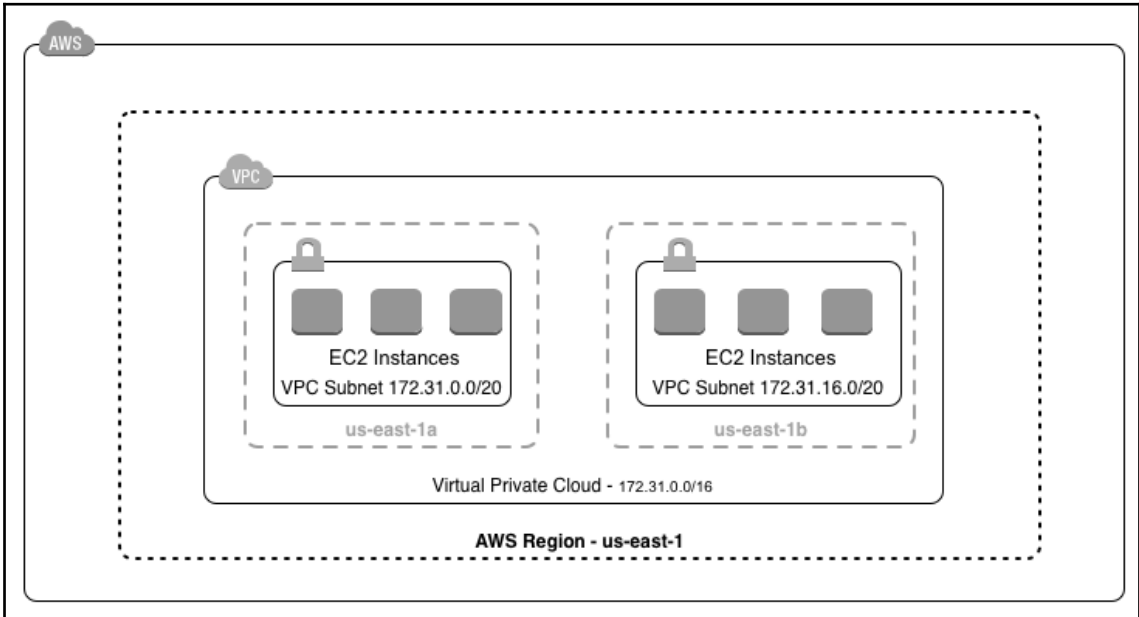 AWS
VPC
EC2 Instances
VPC Subnet 172.31.0.0/20
us-east-1a
EC2 Instances
VPC Subnet 172.31.16.0/20
us-east-1b
Virtual Private Cloud - 172.31.0.0/16
AWS Region - us-east-1